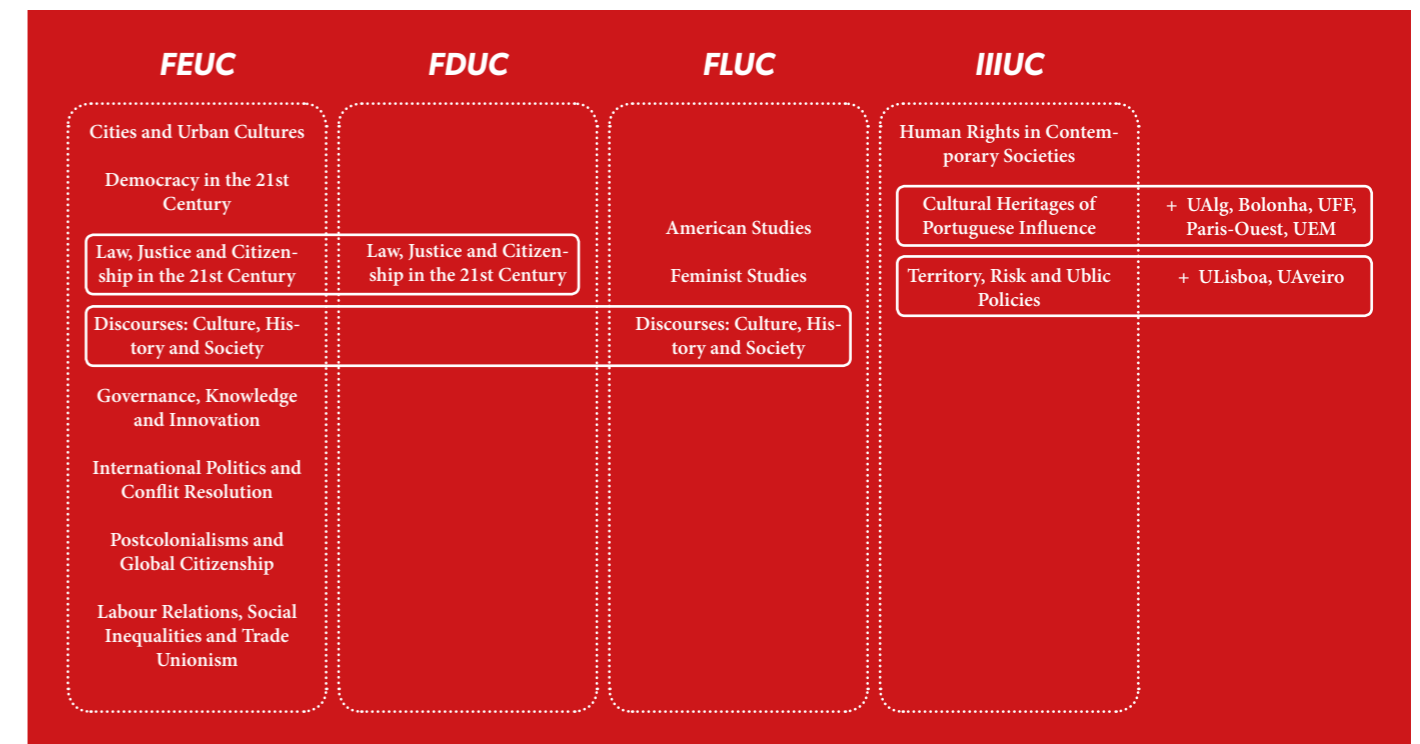 FEUC
FDUC
FLUC
IIIUC
Cities and Urban Cultures
Democracy in the 21st
Century
Law, Justice and Citizen-
ship in the 21st Century
Discourses: Culture, His-
tory and Society
Governance, Knowledge
and Innovation
International Politics and
Conflit Resolution
Postcolonialisms and
Global Citizenship
Labour Relations, Social
Inequalities and Trade
Unionism
Law, Justice and Citizen-
ship in the 21st Century
American Studies
Feminist Studies
Discourses: Culture, His-
tory and Society
Human Rights in Contem-
porary Societies
Cultural Heritages of
Portuguese Influence
+ UAlg, Bolonha, UFF,
Paris-Ouest, UEM
Territory, Risk and Ublic
Policies
+ ULisboa, UAveiro